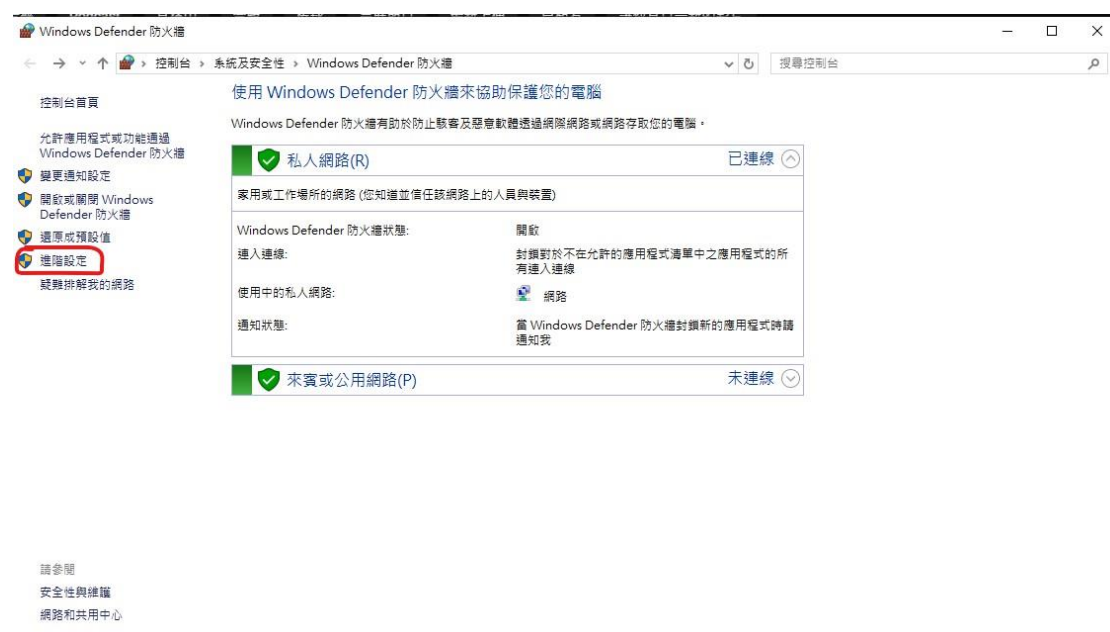 Windows Defender 防火牆
控制台 › 系統及安全性 › Windows Defender 防火牆
搜尋控制台
控制台首頁
允許應用程式或功能通過
Windows Defender 防火牆
變更通知設定
開啟或關閉 Windows
Defender 防火牆
還原成預設值
進階設定
疑難排解我的網路
使用 Windows Defender 防火牆來協助保護您的電腦
Windows Defender 防火牆有助於防止駭客及惡意軟體透過網際網路或網路存取您的電腦。
私人網路(R)
已連線
家用或工作場所的網路 (您知道並信任該網路上的人員與裝置)
Windows Defender 防火牆狀態:
開啟
連入連線:
封鎖對於不在允許的應用程式清單中之應用程式的所
有連入連線
使用中的私人網路:
網路
通知狀態:
當 Windows Defender 防火牆封鎖新的應用程式時請
通知我
來賓或公用網路(P)
未連線
請參閱
安全性與維護
網路和共用中心